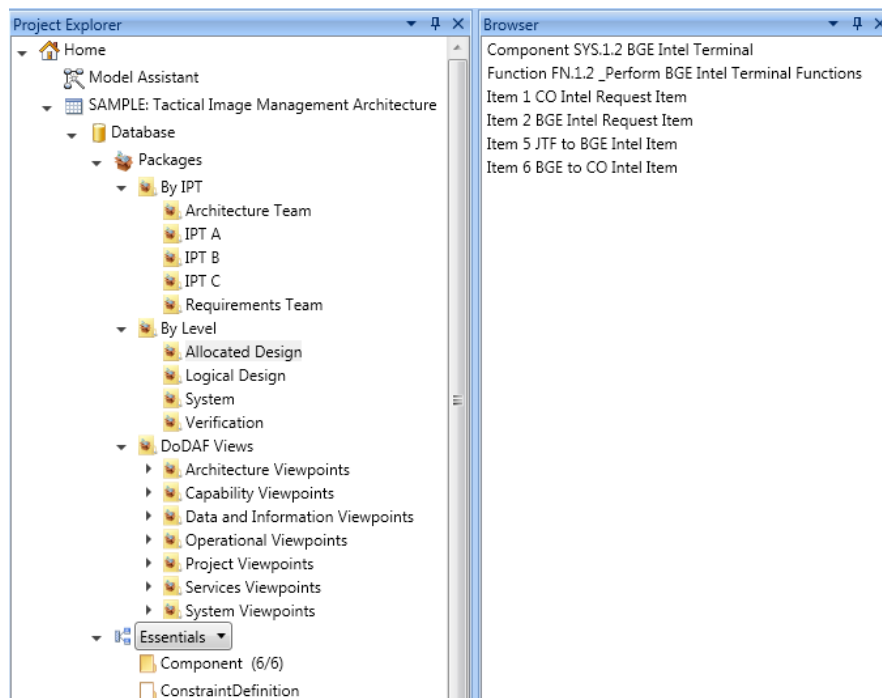 Project Explorer
Home
Model Assistant
SAMPLE: Tactical Image Management Architecture
Database
Packages
By IPT
Architecture Team
IPT A
IPT B
IPT C
Requirements Team
By Level
Allocated Design
Logical Design
System
Verification
DoDAF Views
Architecture Viewpoints
Capability Viewpoints
Data and Information Viewpoints
Operational Viewpoints
Project Viewpoints
Services Viewpoints
System Viewpoints
Essentials
Component (6/6)
ConstraintDefinition
Browser
Component SYS.1.2 BGE Intel Terminal
Function FN.1.2 _Perform BGE Intel Terminal Functions
Item 1 CO Intel Request Item
Item 2 BGE Intel Request Item
Item 5 JTF to BGE Intel Item
Item 6 BGE to CO Intel Item